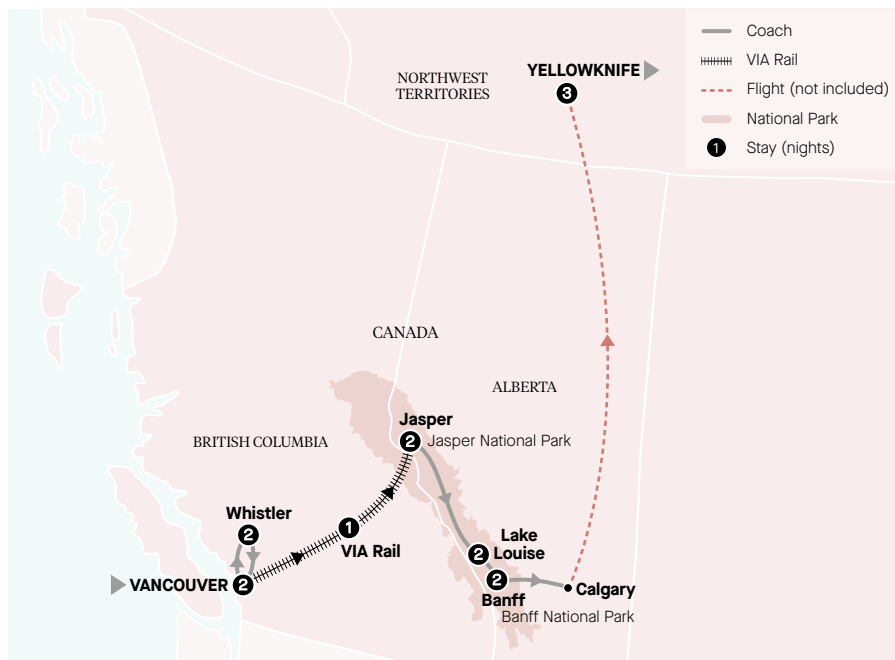 Coach
VIA Rail
Flight (not included)
National Park
1 Stay (nights)
NORTHWEST
TERRITORIES
YELLOWKNIFE
3
CANADA
ALBERTA
BRITISH COLUMBIA
Jasper
2 Jasper National Park
Whistler
2
1
VIA Rail
Lake
2 Louise
VANCOUVER 2
2
Banff
Calgary
Banff National Park